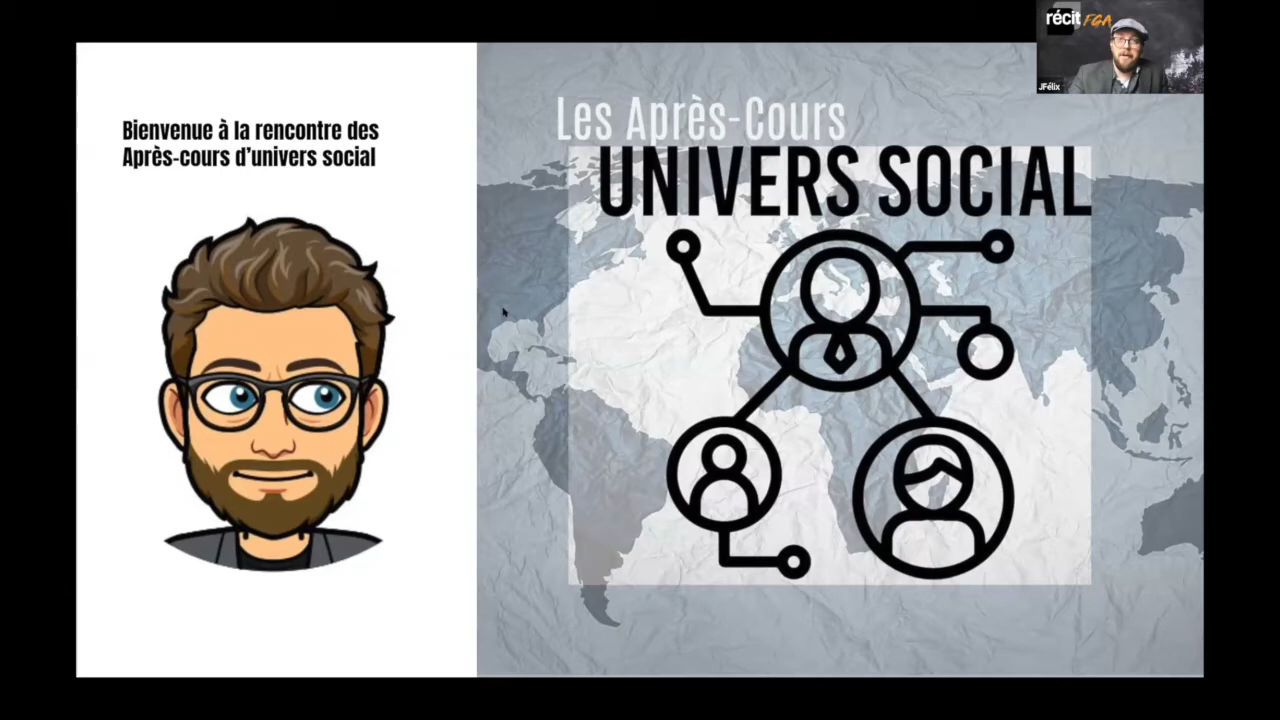 récit FGA
JFélix
Bienvenue à la rencontre des
Après-cours d'univers social
Les Après-Cours
UNIVERS SOCIAL